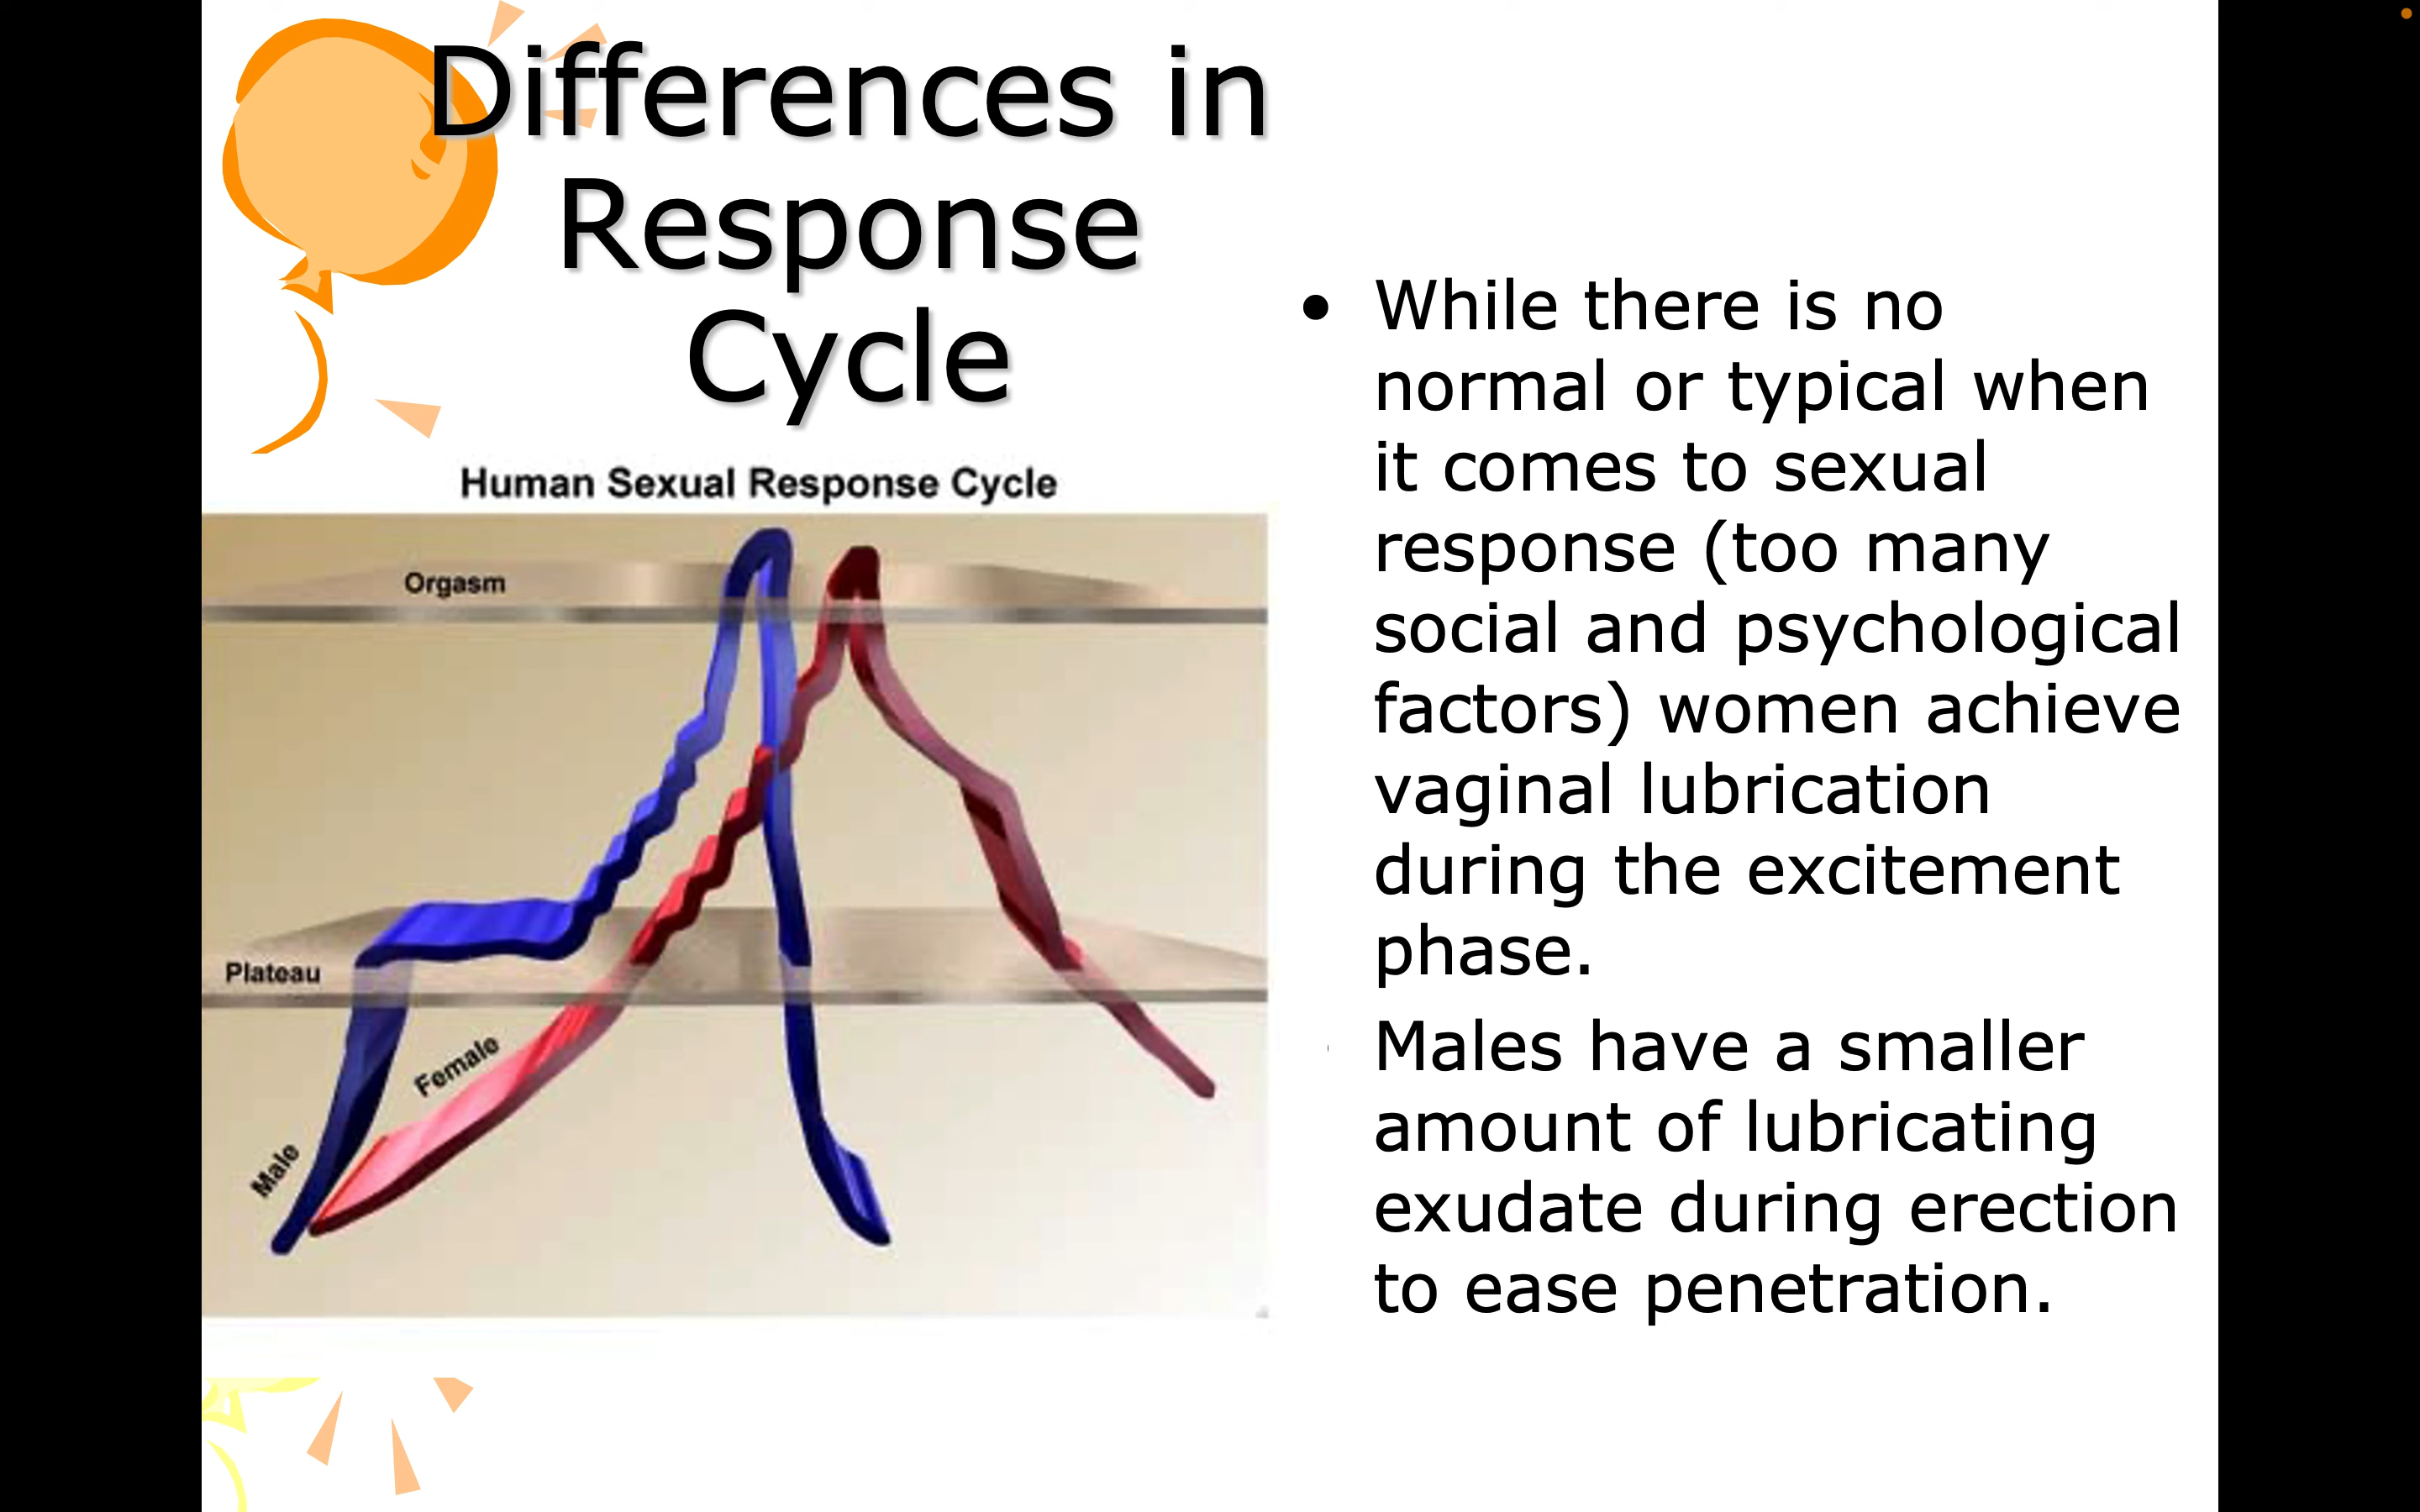 Differences in
Response
Cycle
Human Sexual Response Cycle
Orgasm
Plateau
Female
Male
• While there is no
normal or typical when
it comes to sexual
response (too many
social and psychological
factors) women achieve
vaginal lubrication
during the excitement
phase.
Males have a smaller
amount of lubricating
exudate during erection
to ease penetration.